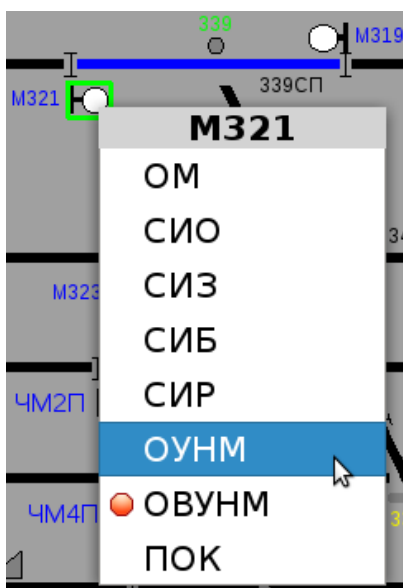 339
М319
М321
339СП
М321
ОМ
СИО
СИЗ
СИБ
СИР
ОУНМ
ОВУНМ
ПОК
М323
ЧМ2П
ЧМ4П